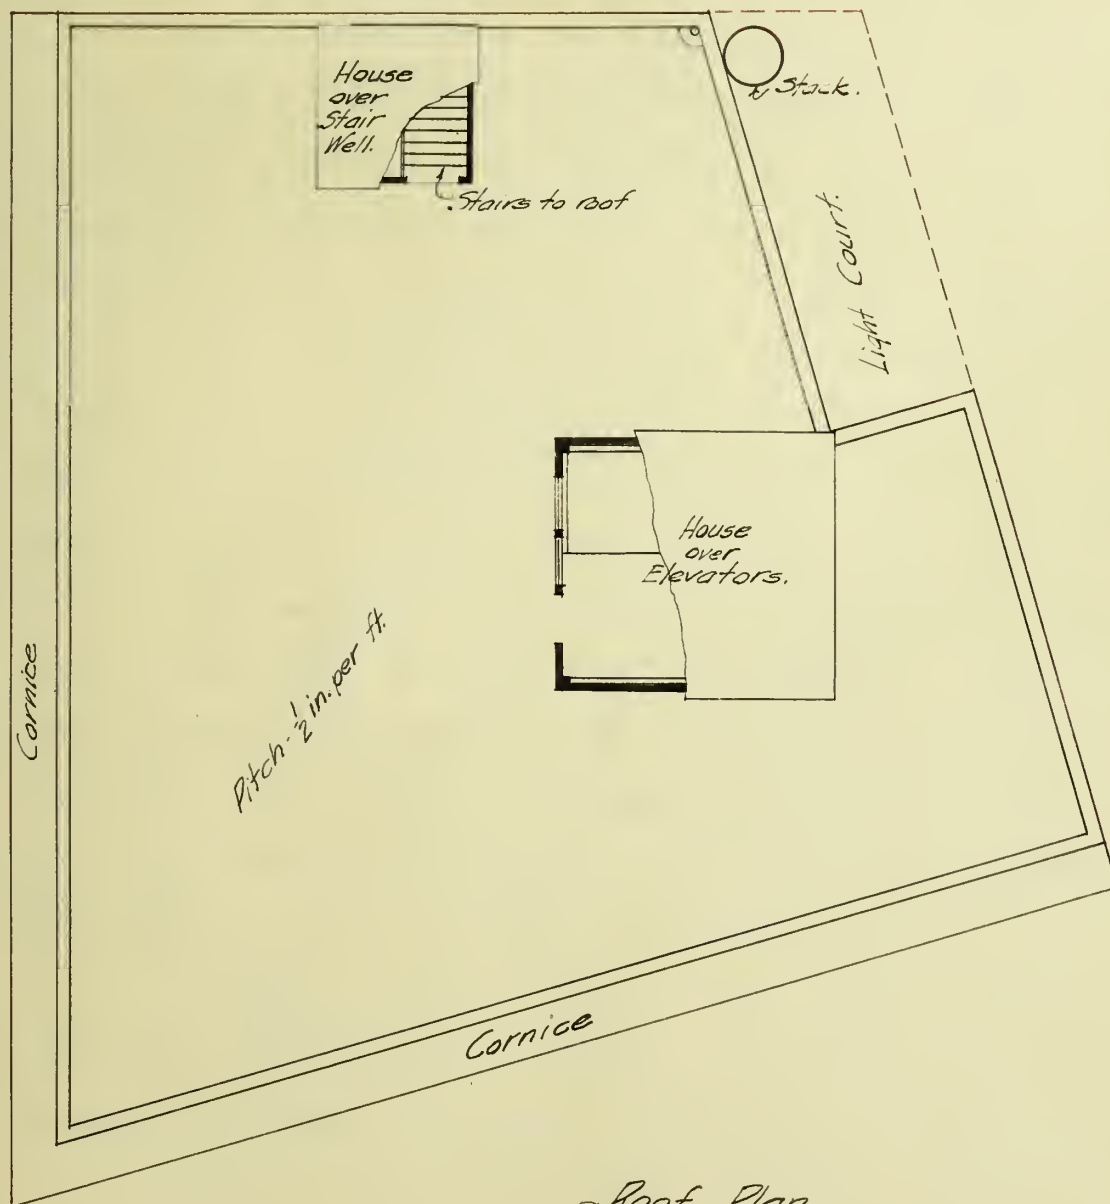 House
over
Stair
Well.
Stack.
Stairs to roof
Light Court.
House
over
Elevators.
Pitch-½ in. per ft.
Cornice
Cornice
Roof Plan